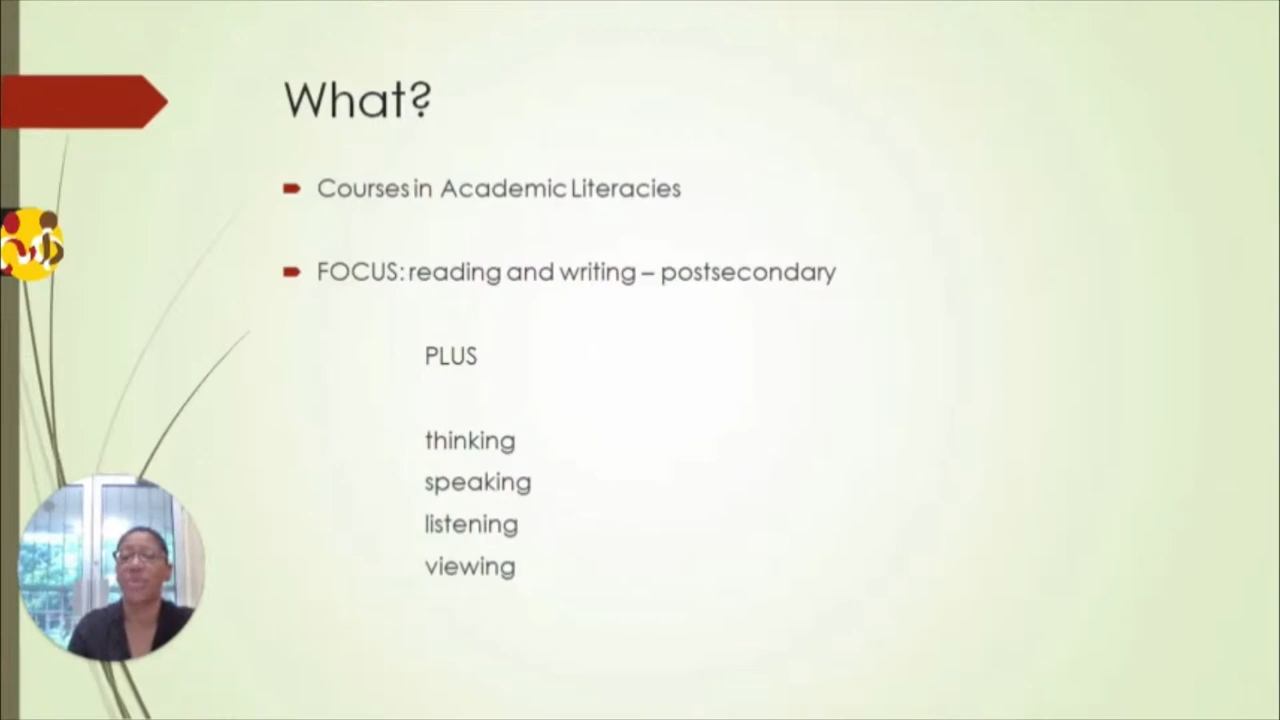 What?
Courses in Academic Literacies
FOCUS: reading and writing – postsecondary
PLUS
thinking
speaking
listening
viewing